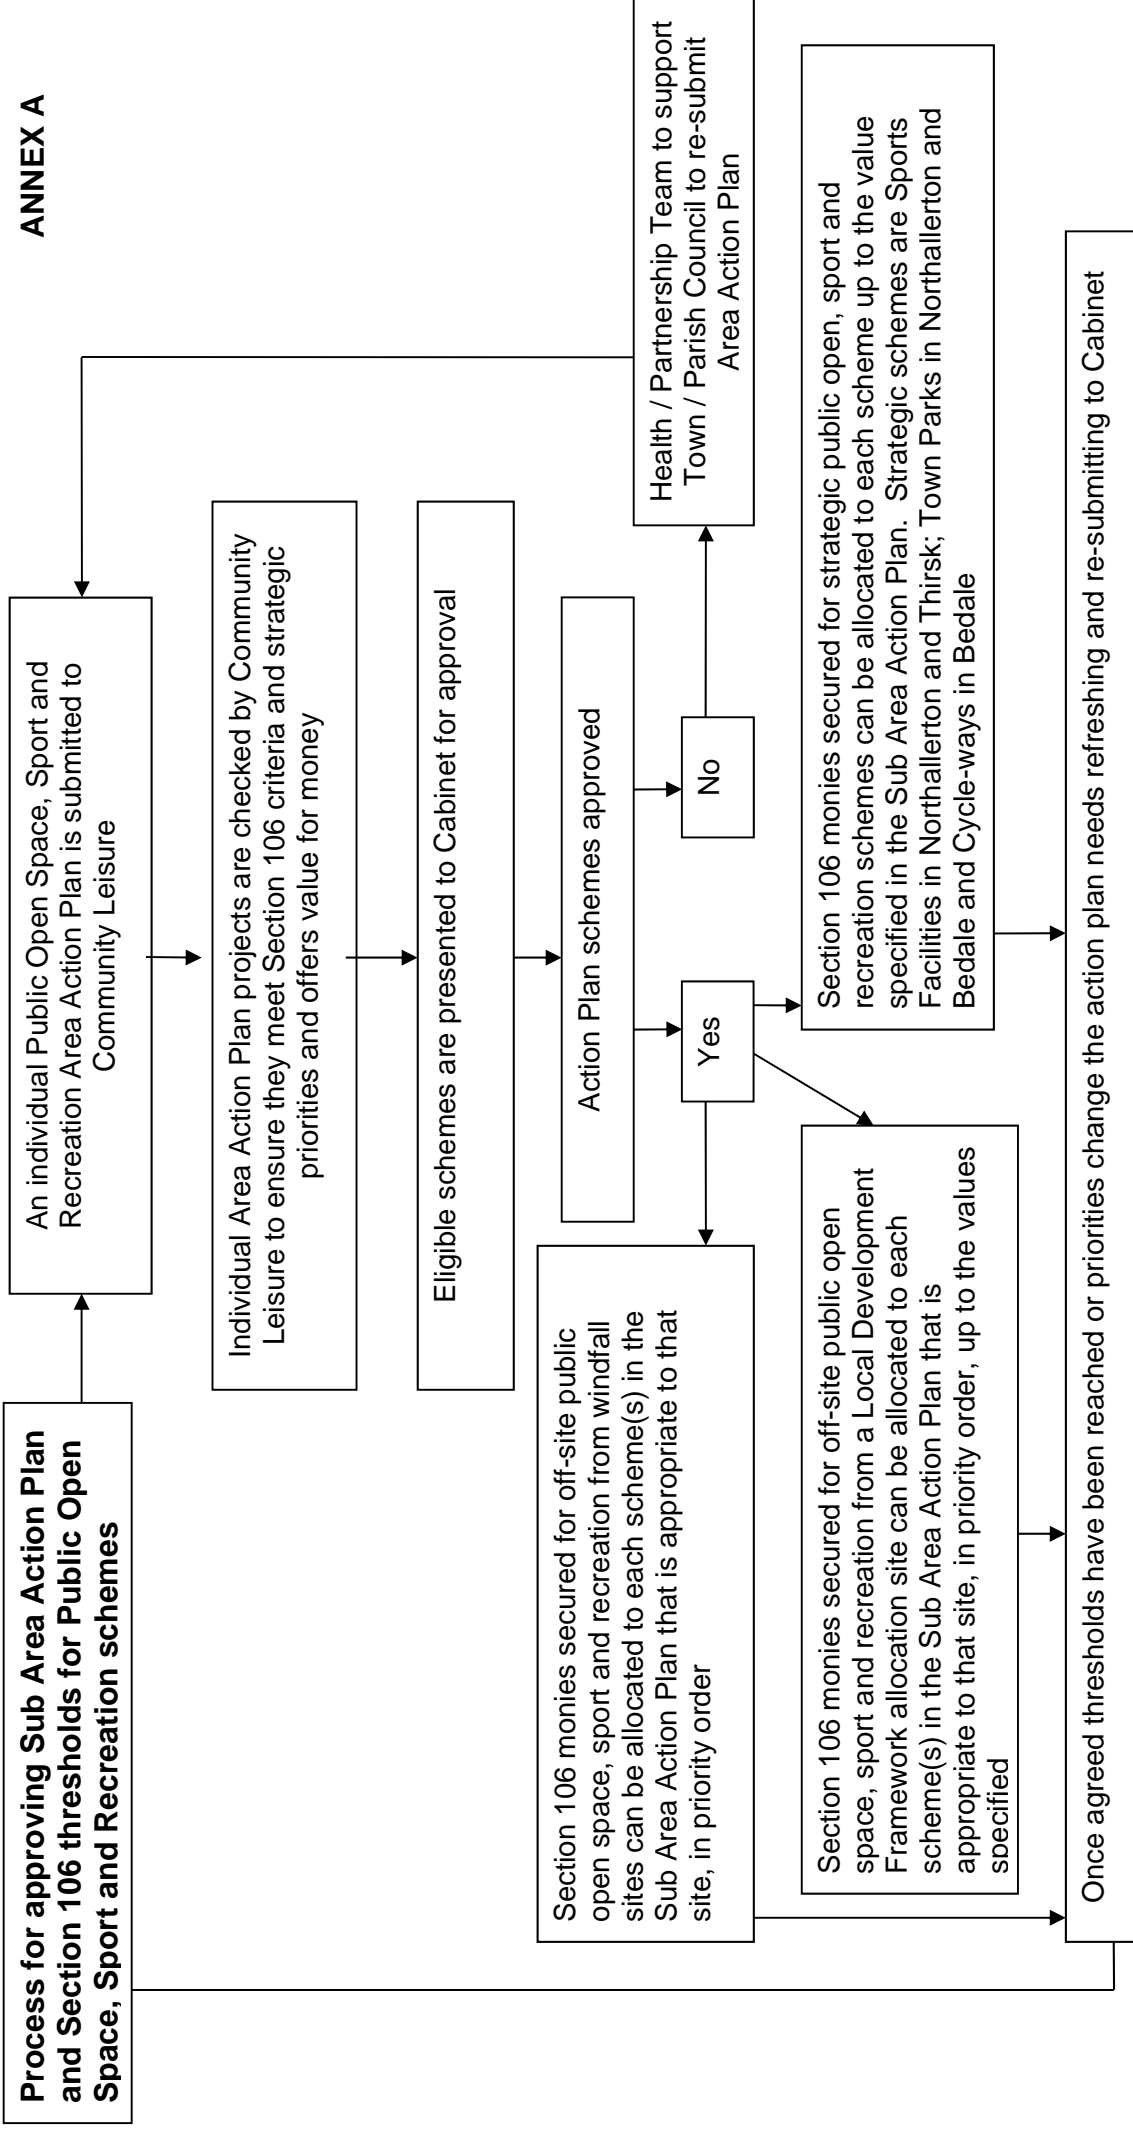 ANNEX A
Process for approving Sub Area Action Plan
and Section 106 thresholds for Public Open
Space, Sport and Recreation schemes
An individual Public Open Space, Sport and
Recreation Area Action Plan is submitted to
Community Leisure
Individual Area Action Plan projects are checked by Community
Leisure to ensure they meet Section 106 criteria and strategic
priorities and offers value for money
Eligible schemes are presented to Cabinet for approval
Action Plan schemes approved
Yes
No
Health / Partnership Team to support
Town / Parish Council to re-submit
Area Action Plan
Section 106 monies secured for off-site public
open space, sport and recreation from windfall
sites can be allocated to each scheme(s) in the
Sub Area Action Plan that is appropriate to that
site, in priority order
Section 106 monies secured for off-site public open
space, sport and recreation from a Local Development
Framework allocation site can be allocated to each
scheme(s) in the Sub Area Action Plan that is
appropriate to that site, in priority order, up to the values
specified
Section 106 monies secured for strategic public open, sport and
recreation schemes can be allocated to each scheme up to the value
specified in the Sub Area Action Plan.  Strategic schemes are Sports
Facilities in Northallerton and Thirsk; Town Parks in Northallerton and
Bedale and Cycle-ways in Bedale
Once agreed thresholds have been reached or priorities change the action plan needs refreshing and re-submitting to Cabinet